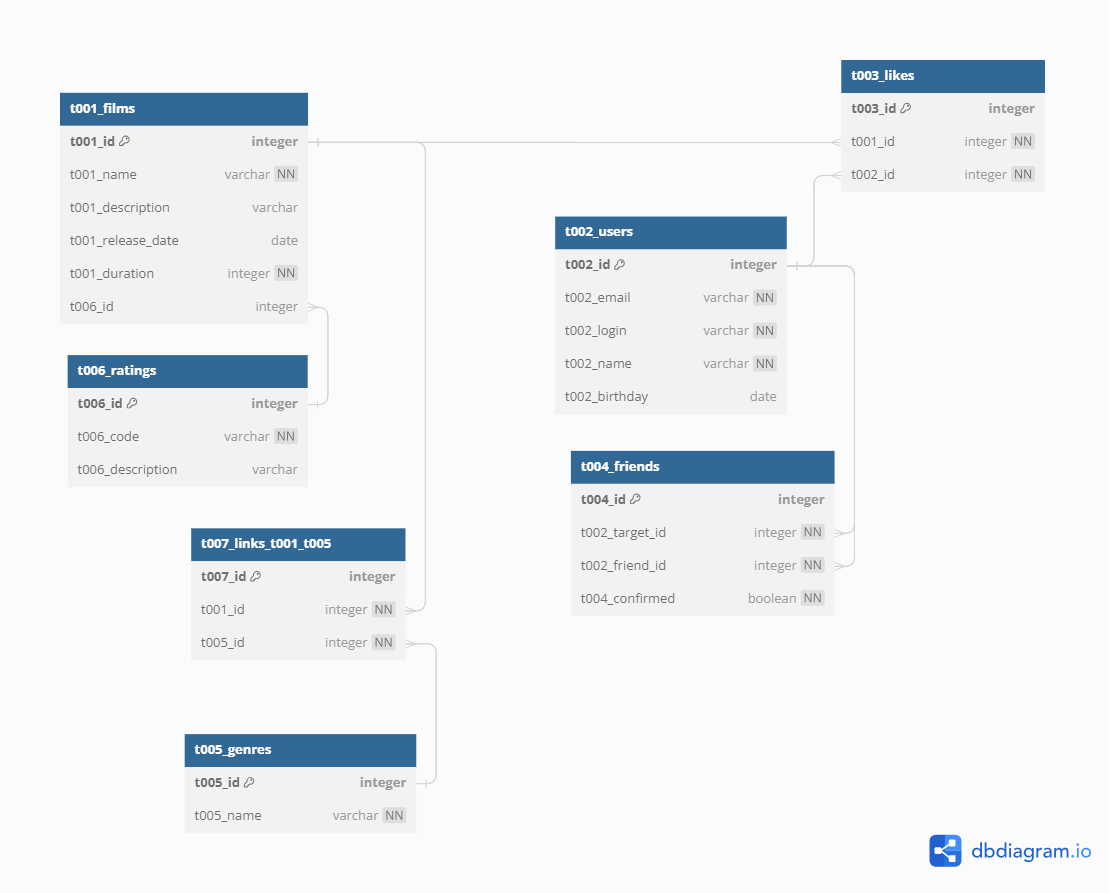 t001_films
t001_id integer
t001_name varchar NN
t001_description varchar
t001_release_date date
t001_duration integer NN
t006_id integer
t006_ratings
t006_id integer
t006_code varchar NN
t006_description varchar
t007_links_t001_t005
t007_id integer
t001_id integer NN
t005_id integer NN
t005_genres
t005_id integer
t005_name varchar NN
t002_users
t002_id integer
t002_email varchar NN
t002_login varchar NN
t002_name varchar NN
t002_birthday date
t004_friends
t004_id integer
t002_target_id integer NN
t002_friend_id integer NN
t004_confirmed boolean NN
t003_likes
t003_id integer
t001_id integer NN
t002_id integer NN
dbdiagram.io